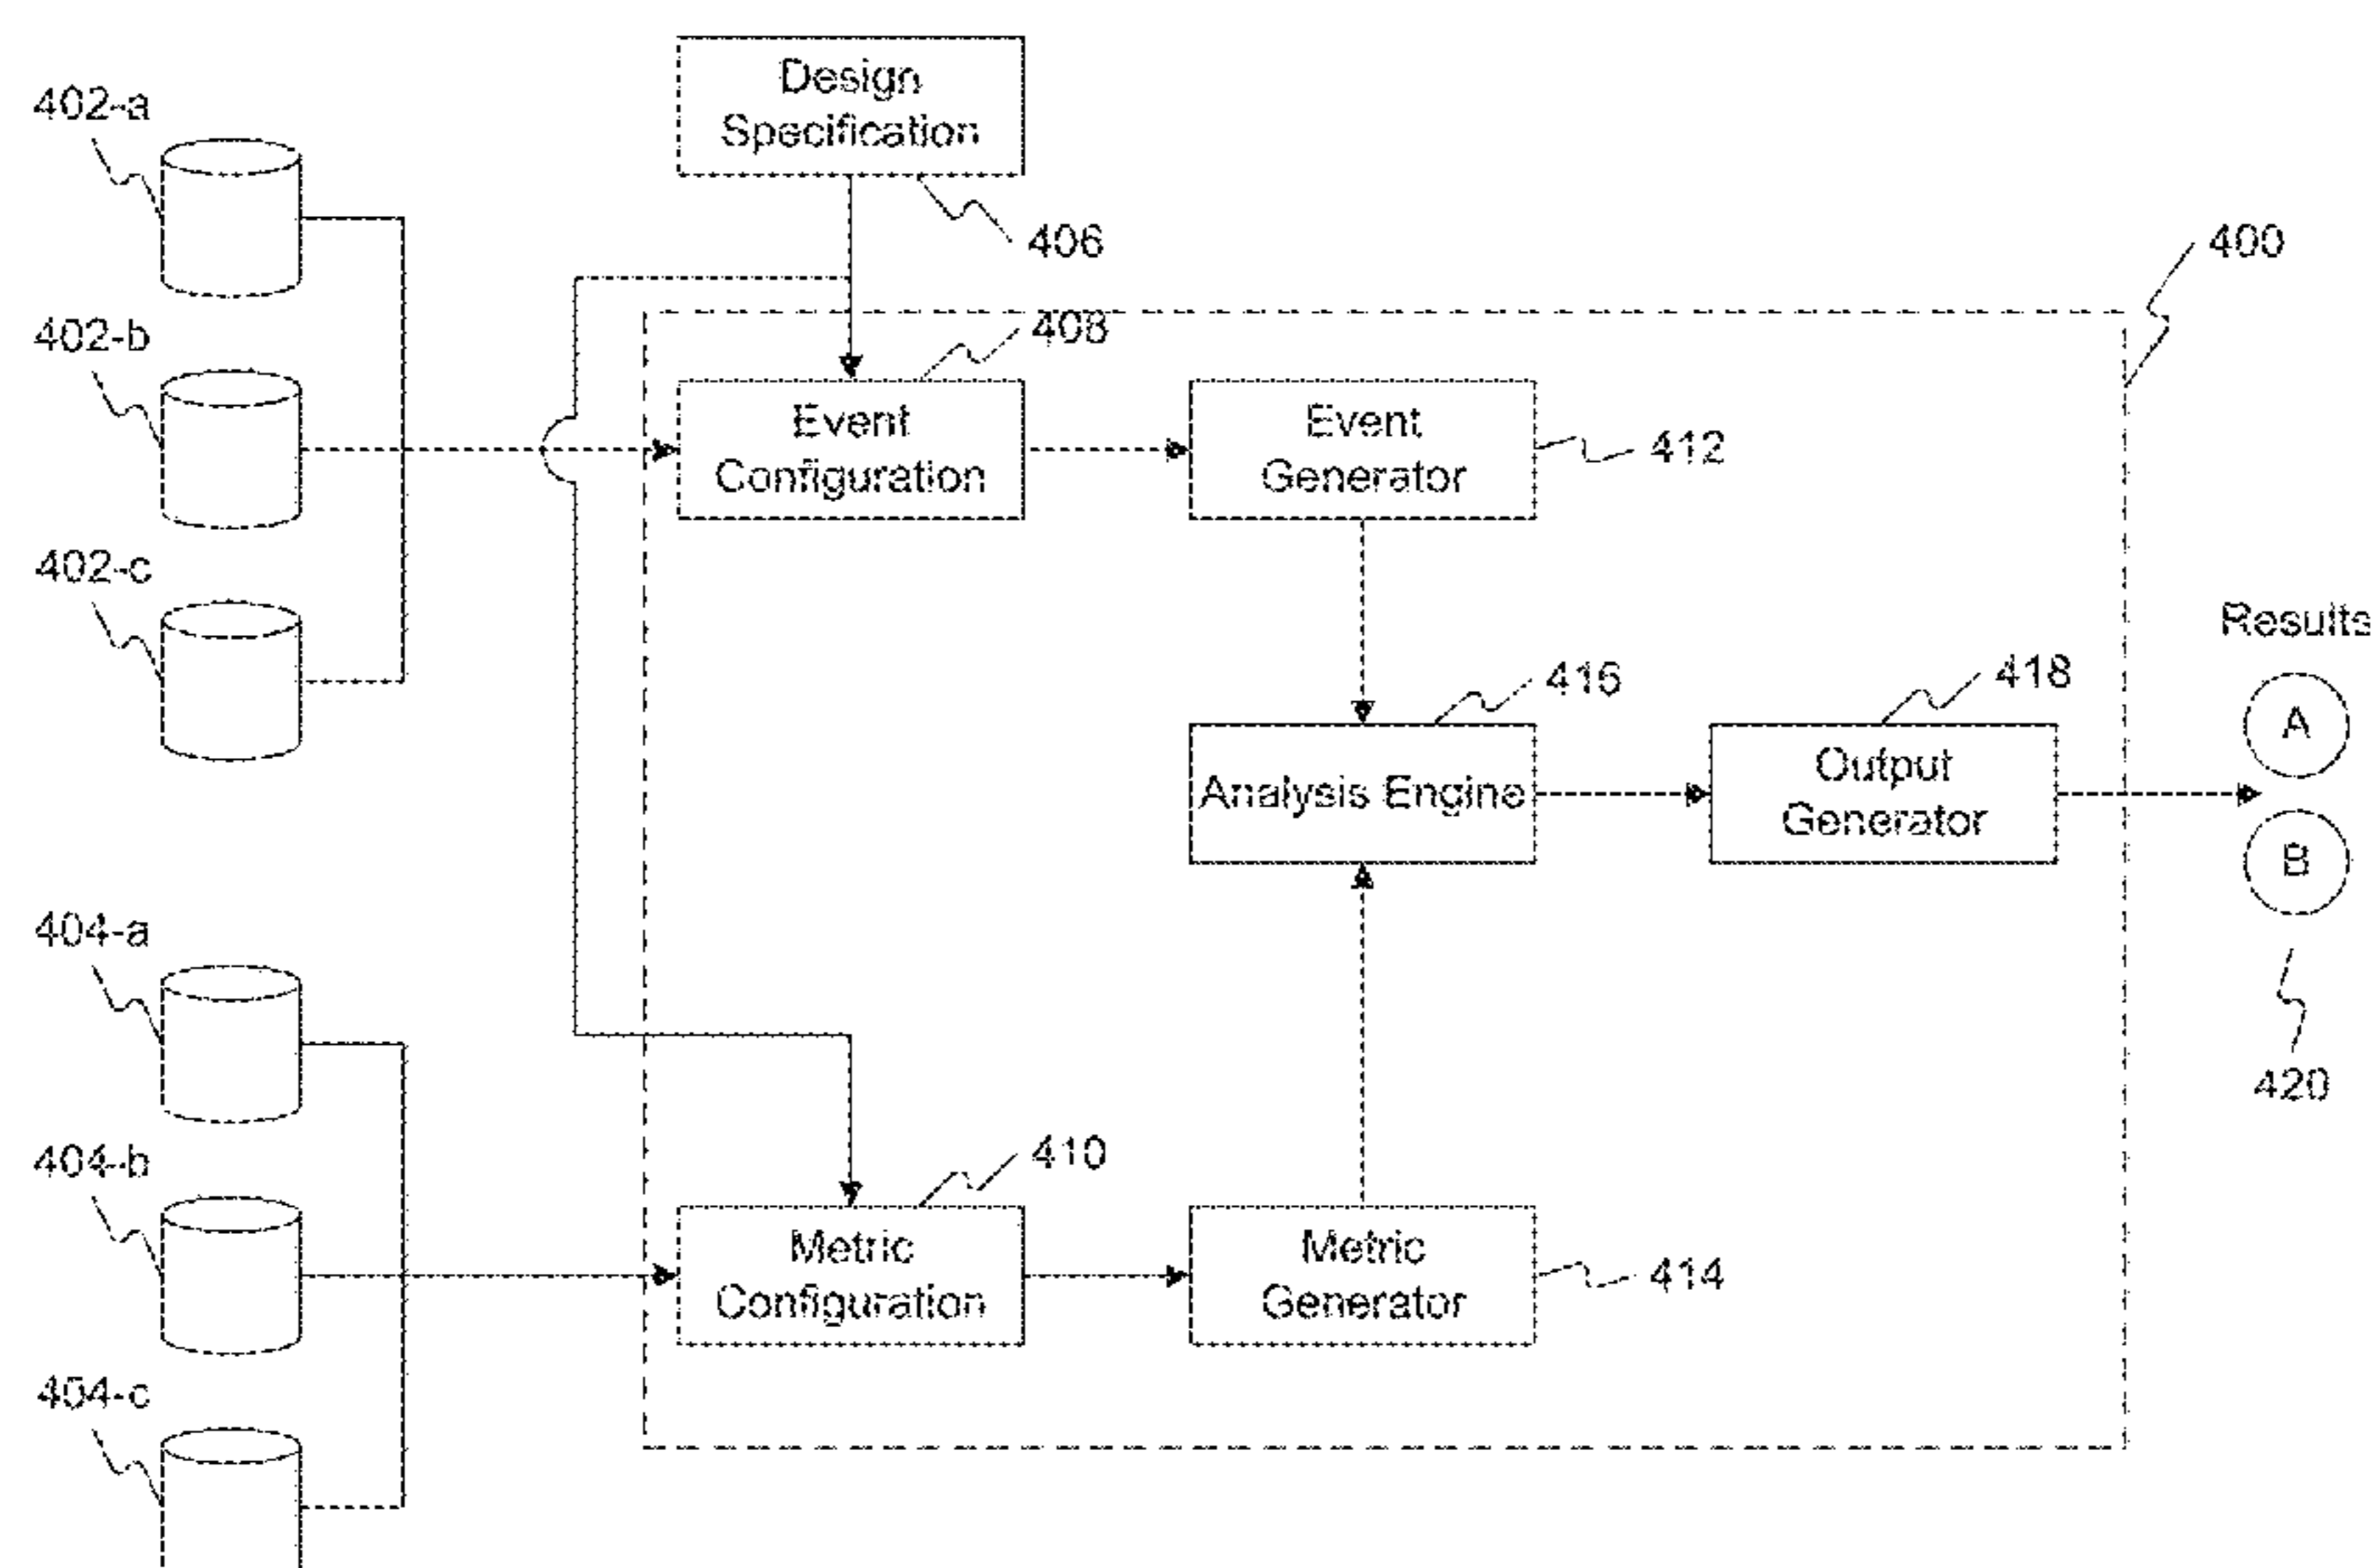 Design
Specification
402-a
406
400
402-b
408
Event
Configuration
Event
Generator
412
402-c
Results
416
418
A
Analysis Engine
Output
Generator
B
404-a
420
404-b
410
Metric
Configuration
Metric
Generator
414
404-c